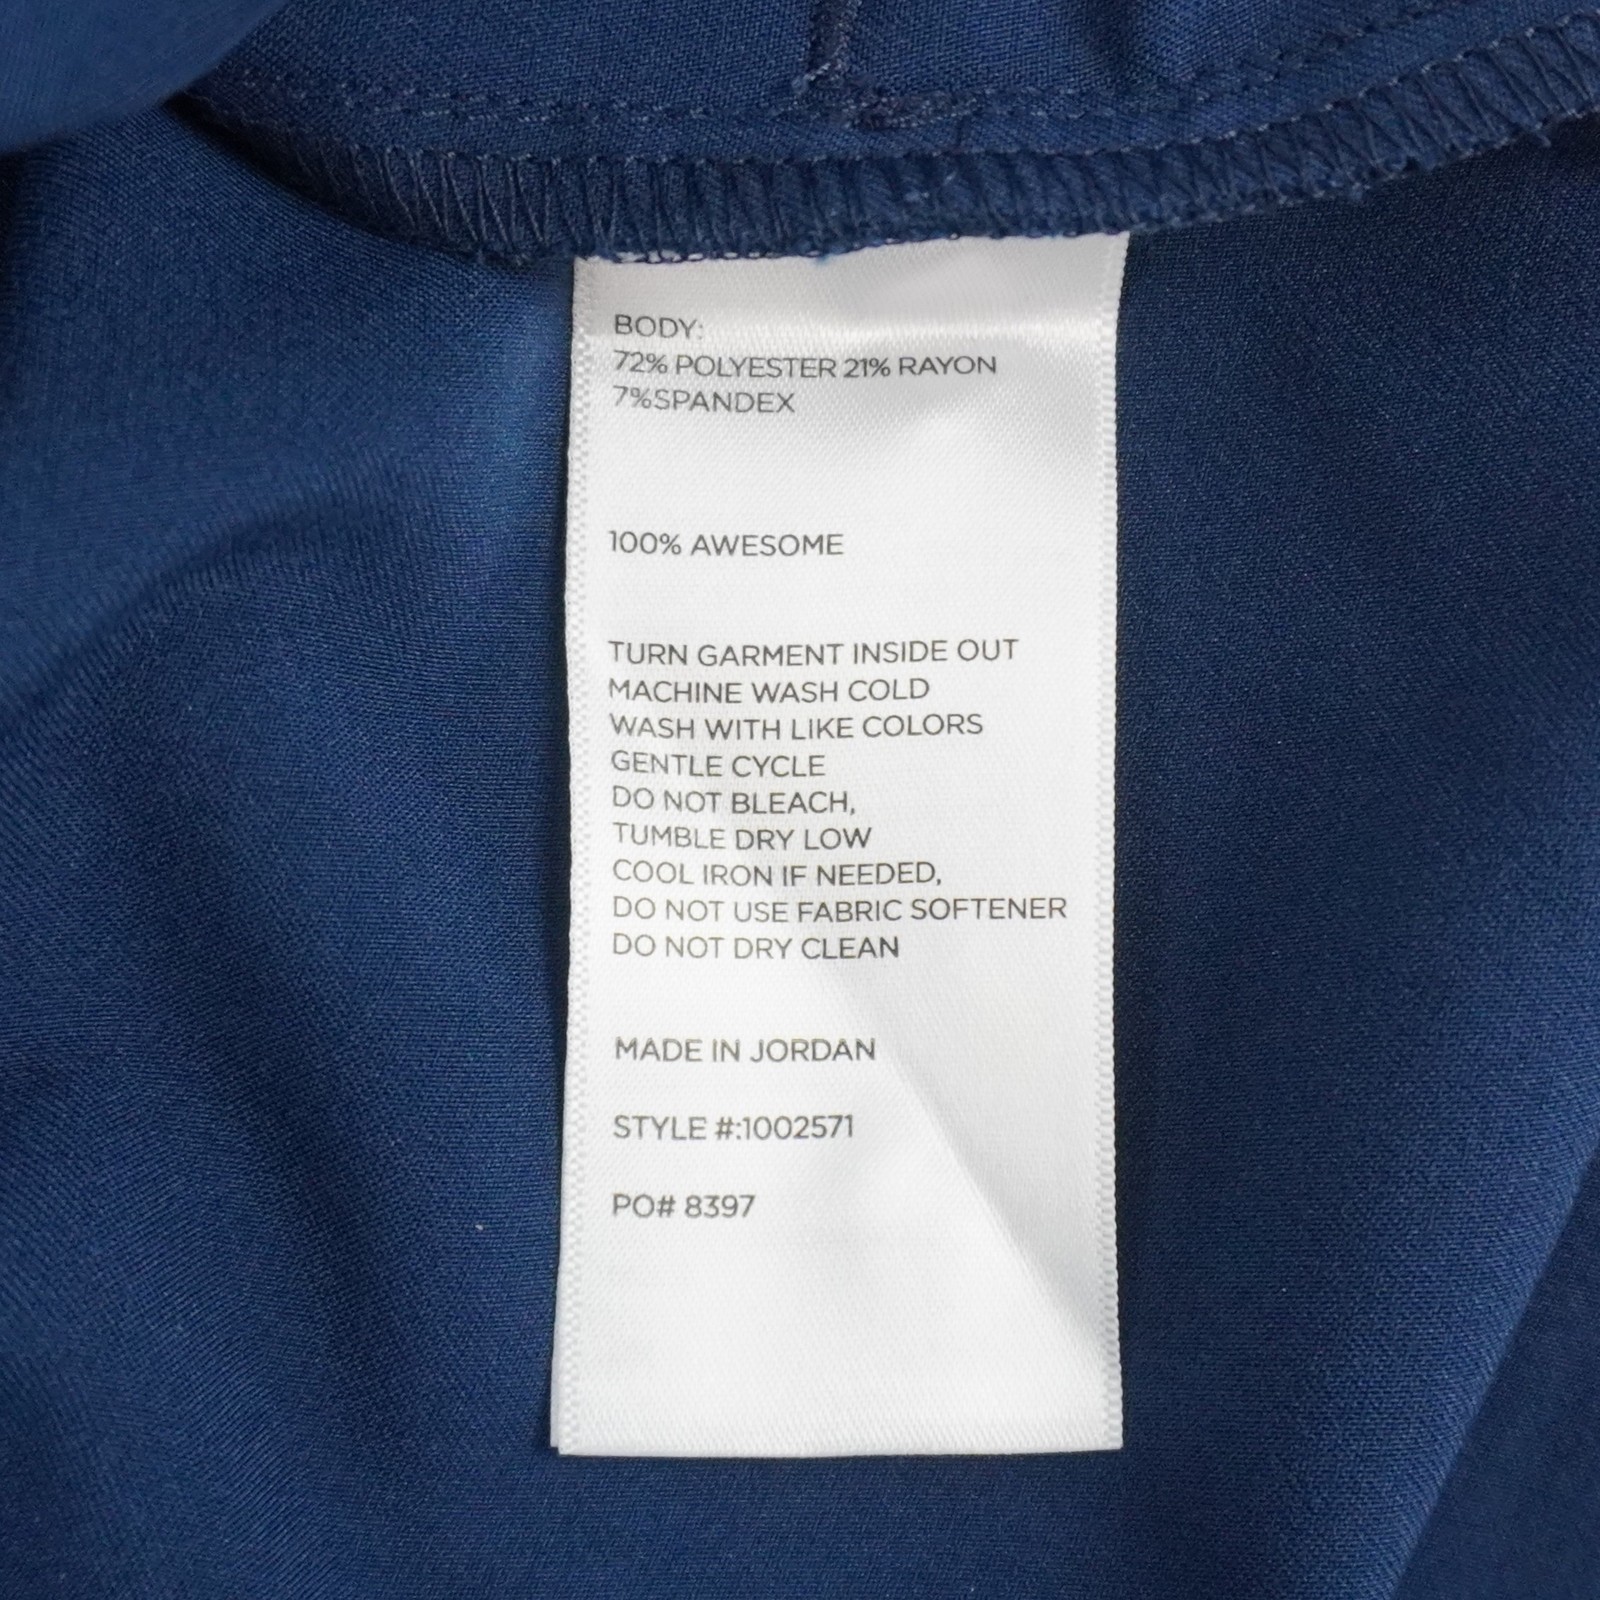 BODY:
72% POLYESTER 21% RAYON
7%SPANDEX
100% AWESOME
TURN GARMENT INSIDE OUT
MACHINE WASH COLD
WASH WITH LIKE COLORS
GENTLE CYCLE
DO NOT BLEACH,
TUMBLE DRY LOW
COOL IRON IF NEEDED,
DO NOT USE FABRIC SOFTENER
DO NOT DRY CLEAN
MADE IN JORDAN
STYLE #:1002571
PO# 8397